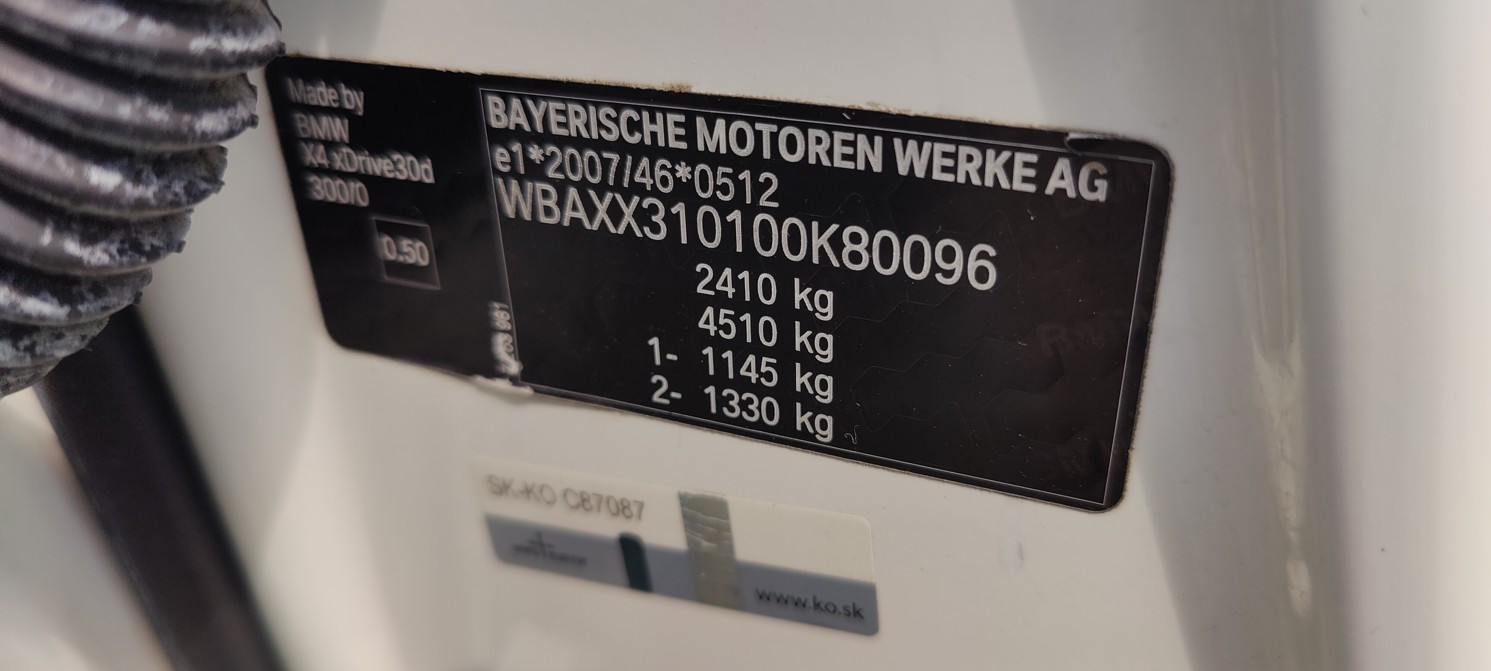 Made by
BMW
X4 xDrive30d
300/0
0.50
BAYERISCHE MOTOREN WERKE AG
e1*2007/46*0512
WBAXX310100K80096
2410 kg
4510 kg
1- 1145 kg
2- 1330 kg
SK-KO C87087
www.ko.sk